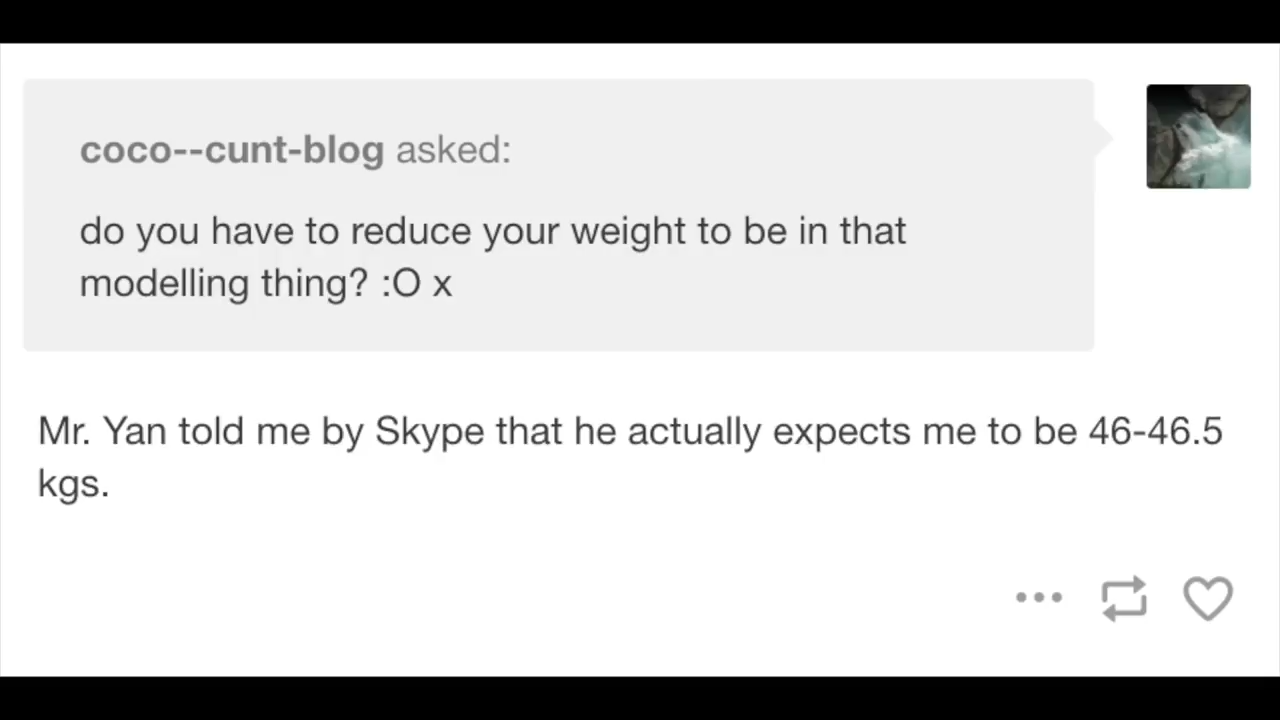 coco--cunt-blog asked:
do you have to reduce your weight to be in that
modelling thing? :O x
Mr. Yan told me by Skype that he actually expects me to be 46-46.5
kgs.